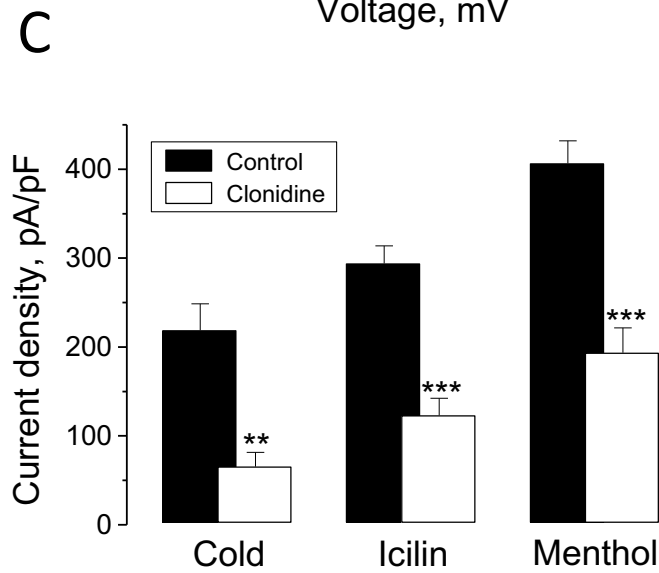 Voltage, mV
C
Current density, pA/pF
400
300
200
100
0
Control
Clonidine
**
***
***
Cold Icilin Menthol